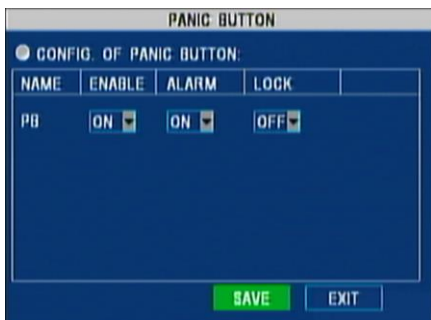 PANIC BUTTON
CONFIG. OF PANIC BUTTON:
NAME ENABLE ALARM LOCK
PB ON ON OFF
SAVE EXIT